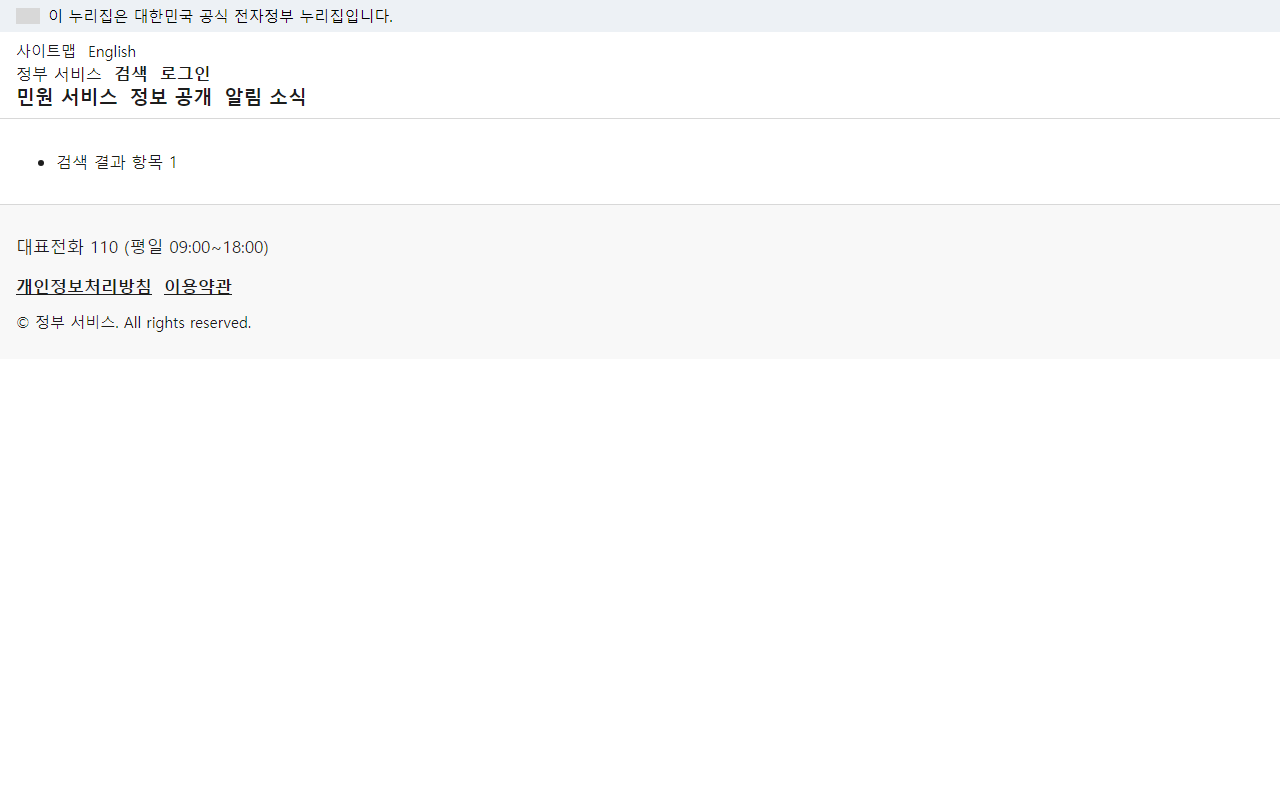 이 누리집은 대한민국 공식 전자정부 누리집입니다.
사이트맵 English
정부 서비스 검색 로그인
민원 서비스 정보 공개 알림 소식
• 검색 결과 항목 1
대표전화 110 (평일 09:00~18:00)
개인정보처리방침 이용약관
© 정부 서비스. All rights reserved.